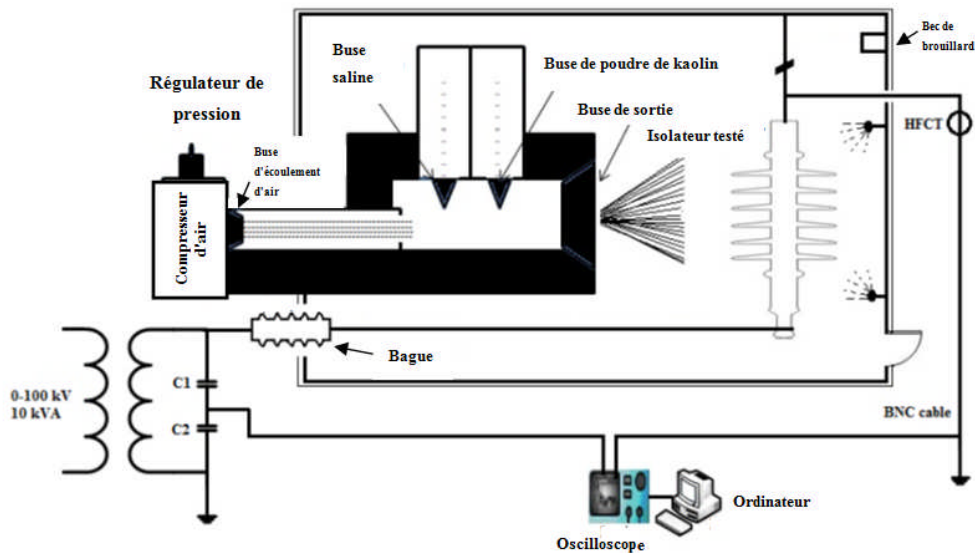 Bec de
brouillard
Buse
saline
Buse de poudre de kaolin
Régulateur de
pression
Buse de sortie
Isolateur testé
HFCT
Buse
d'écoulement
d'air
Compresseur
d'air
Bague
0-100 kV
10 kVA
C1
C2
BNC cable
Ordinateur
Oscilloscope